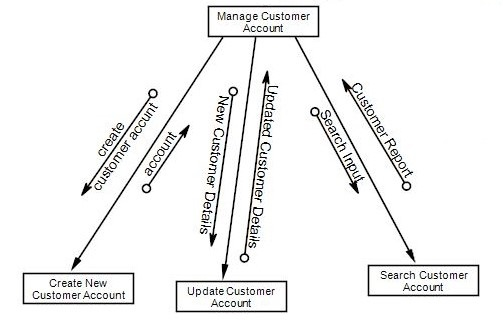 Manage Customer
Account
create
customer account
account
New Customer Details
Updated Customer Details
Search Input
Customer Report
Create New
Customer Account
Update Customer
Account
Search Customer
Account